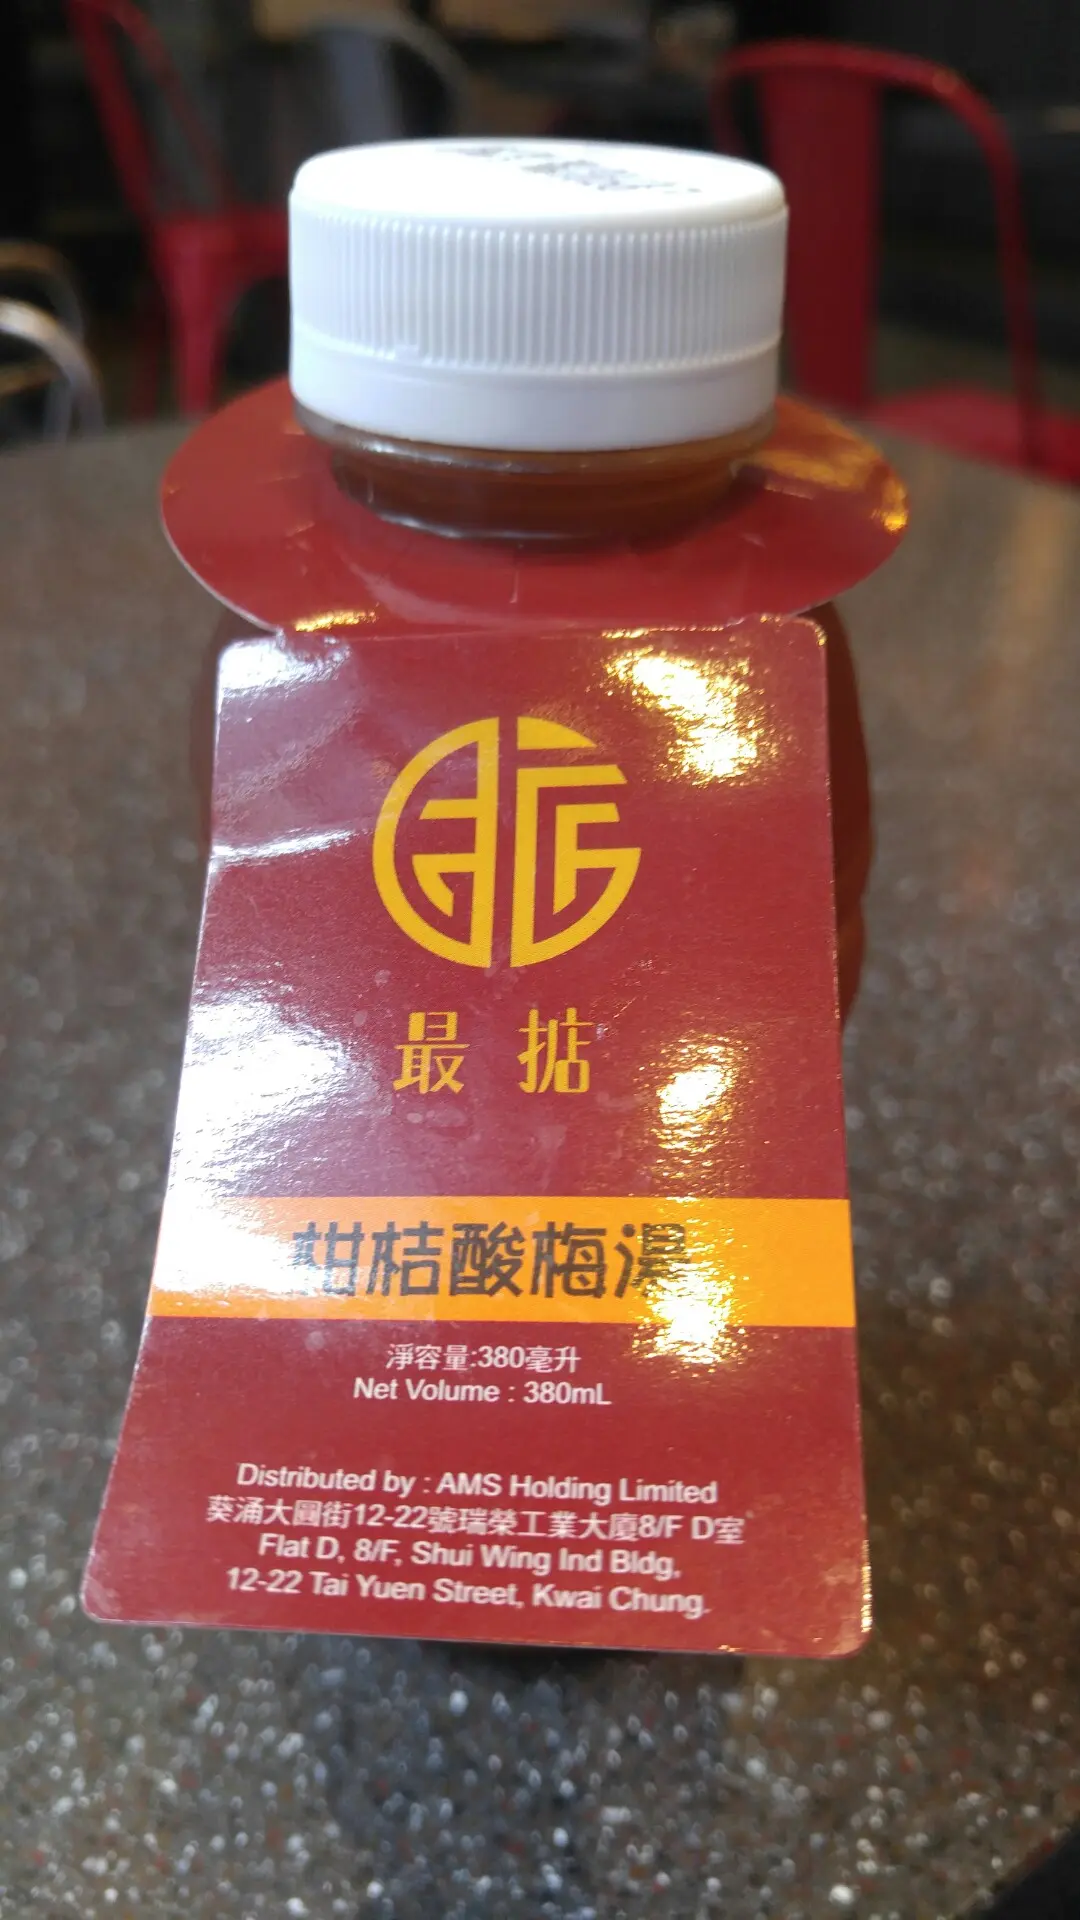 最 掂
柑桔酸梅湯
淨容量:380毫升
Net Volume : 380mL
Distributed by : AMS Holding Limited
葵涌大圓街12-22號瑞榮工業大廈8/F D室
Flat D, 8/F, Shui Wing Ind Bldg,
12-22 Tai Yuen Street, Kwai Chung.